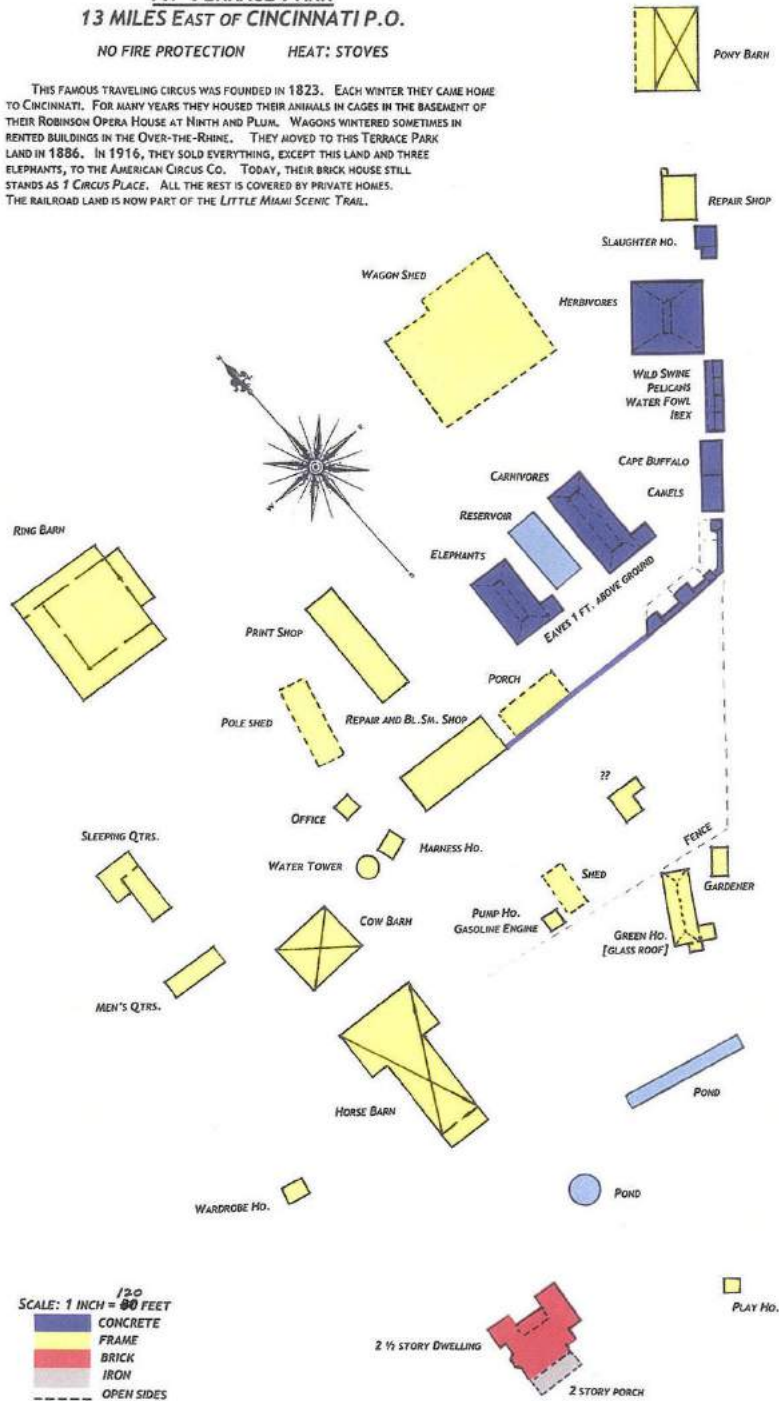 13 MILES EAST OF CINCINNATI P.O.
NO FIRE PROTECTION HEAT: STOVES
THIS FAMOUS TRAVELING CIRCUS WAS FOUNDED IN 1823. EACH WINTER THEY CAME HOME
TO CINCINNATI. FOR MANY YEARS THEY HOUSED THEIR ANIMALS IN CAGES IN THE BASEMENT OF
THEIR ROBINSON OPERA HOUSE AT NINTH AND PLUM. WAGONS WINTERED SOMETIMES IN
RENTED BUILDINGS IN THE OVER-THE-RHINE. THEY MOVED TO THIS TERRACE PARK
LAND IN 1886. IN 1916, THEY SOLD EVERYTHING, EXCEPT THIS LAND AND THREE
ELEPHANTS, TO THE AMERICAN CIRCUS CO. TODAY, THEIR BRICK HOUSE STILL
STANDS AS 1 CIRCUS PLACE. ALL THE REST IS COVERED BY PRIVATE HOMES.
THE RAILROAD LAND IS NOW PART OF THE LITTLE MIAMI SCENIC TRAIL.
PONY BARN
REPAIR SHOP
SLAUGHTER HO.
WAGON SHED
HERBIVORES
WILD SWINE
PELICANS
WATER FOWL
IBEX
CAPE BUFFALO
CAMELS
CARNIVORES
RESERVOIR
ELEPHANTS
EAVES 1 FT. ABOVE GROUND
W
RING BARN
PRINT SHOP
POLE SHED
REPAIR AND BL.SM. SHOP
PORCH
??
OFFICE
HARNESS HO.
WATER TOWER
SLEEPING QTRS.
FENCE
GARDENER
SHED
COW BARH
PUMP HO.
GASOLINE ENGINE
GREEN HO.
[GLASS ROOF]
MEN'S QTRS.
HORSE BARN
POND
WARDROBE HO.
POND
PLAY HO.
120
SCALE: 1 INCH = 80 FEET
CONCRETE
FRAME
BRICK
IRON
OPEN SIDES
2 ½ STORY DWELLING
2 STORY PORCH